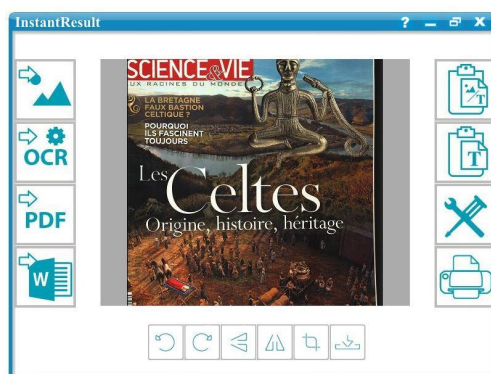 InstantResult
?
SCIENCE&VIE
UX RACINES DU MONDE
LA BRETAGNE
FAUX BASTION
CELTIQUE ?
POURQUOI
ILS FASCINENT
TOUJOURS
Les Celtes
Origine, histoire, héritage
OCR
PDF
W
T
T